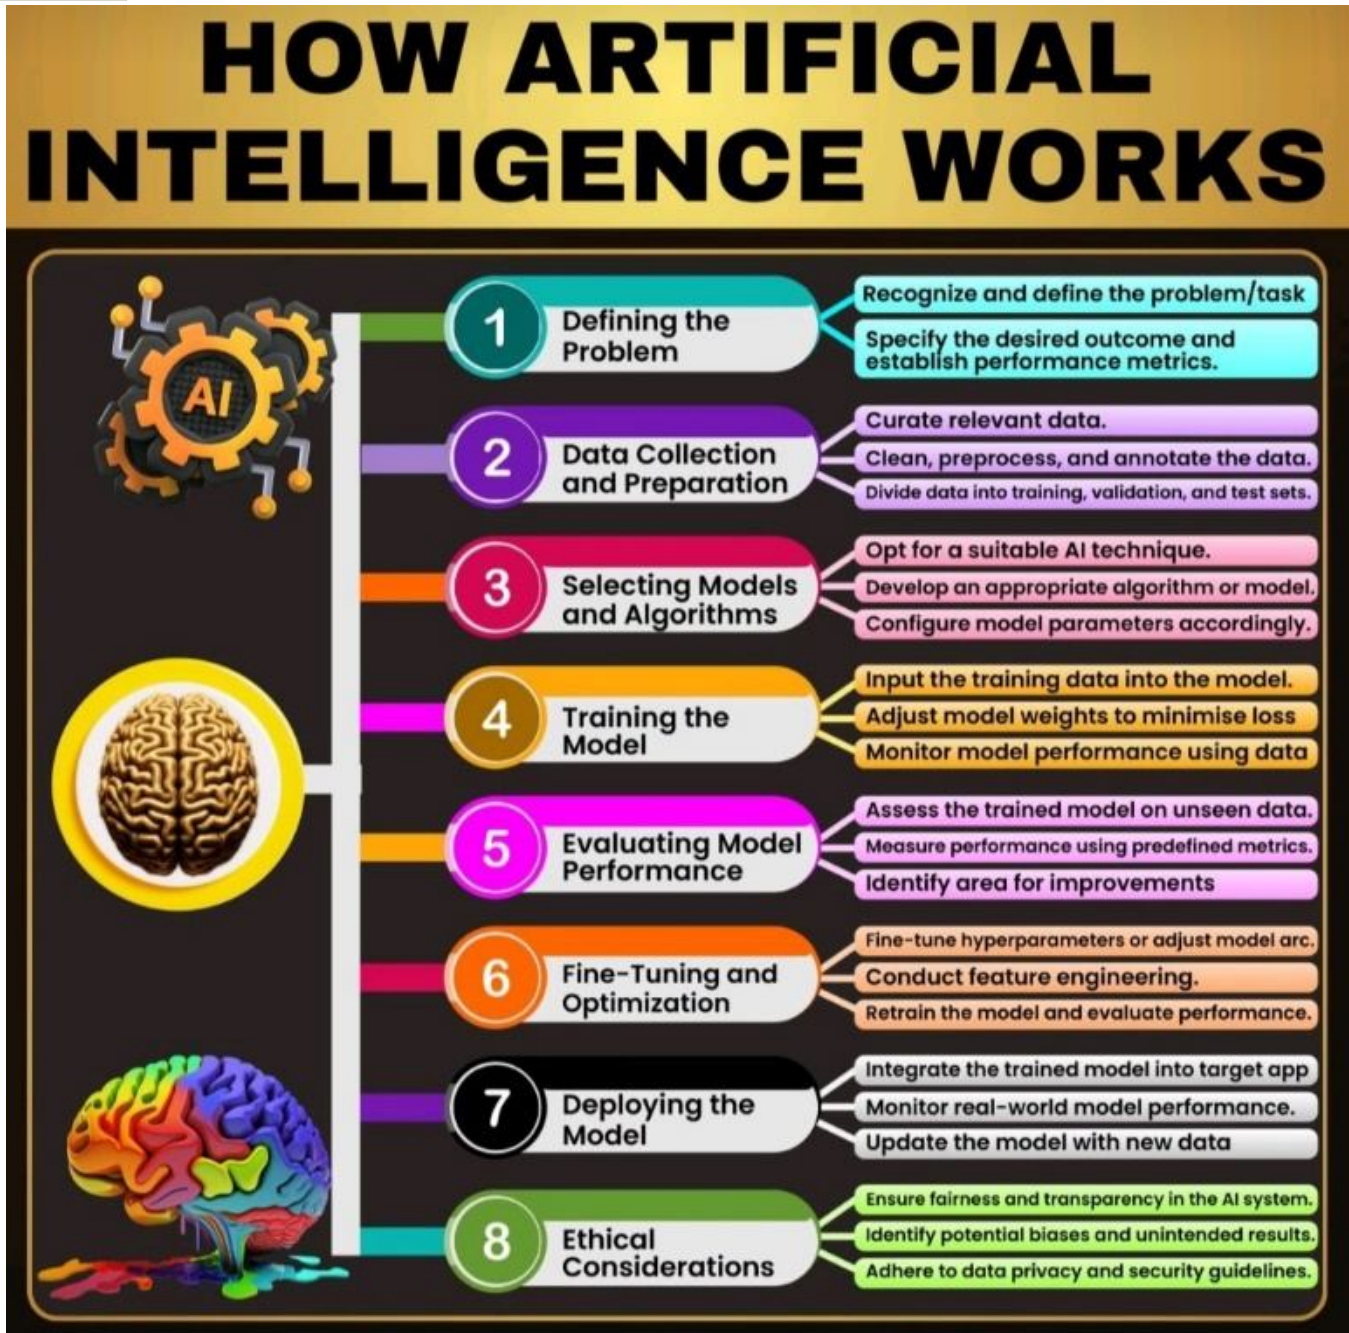 HOW ARTIFICIAL
INTELLIGENCE WORKS
AI
1
Defining the
Problem
Recognize and define the problem/task
Specify the desired outcome and
establish performance metrics.
2
Data Collection
and Preparation
Curate relevant data.
Clean, preprocess, and annotate the data.
Divide data into training, validation, and test sets.
3
Selecting Models
and Algorithms
Opt for a suitable AI technique.
Develop an appropriate algorithm or model.
Configure model parameters accordingly.
4
Training the
Model
Input the training data into the model.
Adjust model weights to minimise loss
Monitor model performance using data
5
Evaluating Model
Performance
Assess the trained model on unseen data.
Measure performance using predefined metrics.
Identify area for improvements
6
Fine-Tuning and
Optimization
Fine-tune hyperparameters or adjust model arc.
Conduct feature engineering.
Retrain the model and evaluate performance.
7
Deploying the
Model
Integrate the trained model into target app
Monitor real-world model performance.
Update the model with new data
8
Ethical
Considerations
Ensure fairness and transparency in the AI system.
Identify potential biases and unintended results.
Adhere to data privacy and security guidelines.